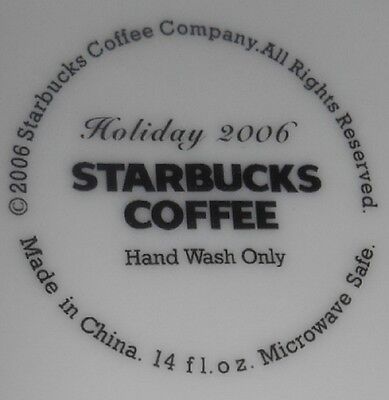 © 2006 Starbucks Coffee Company. All Rights Reserved.
Holiday 2006
STARBUCKS
COFFEE
Hand Wash Only
Made in China. 14 fl.oz. Microwave Safe.